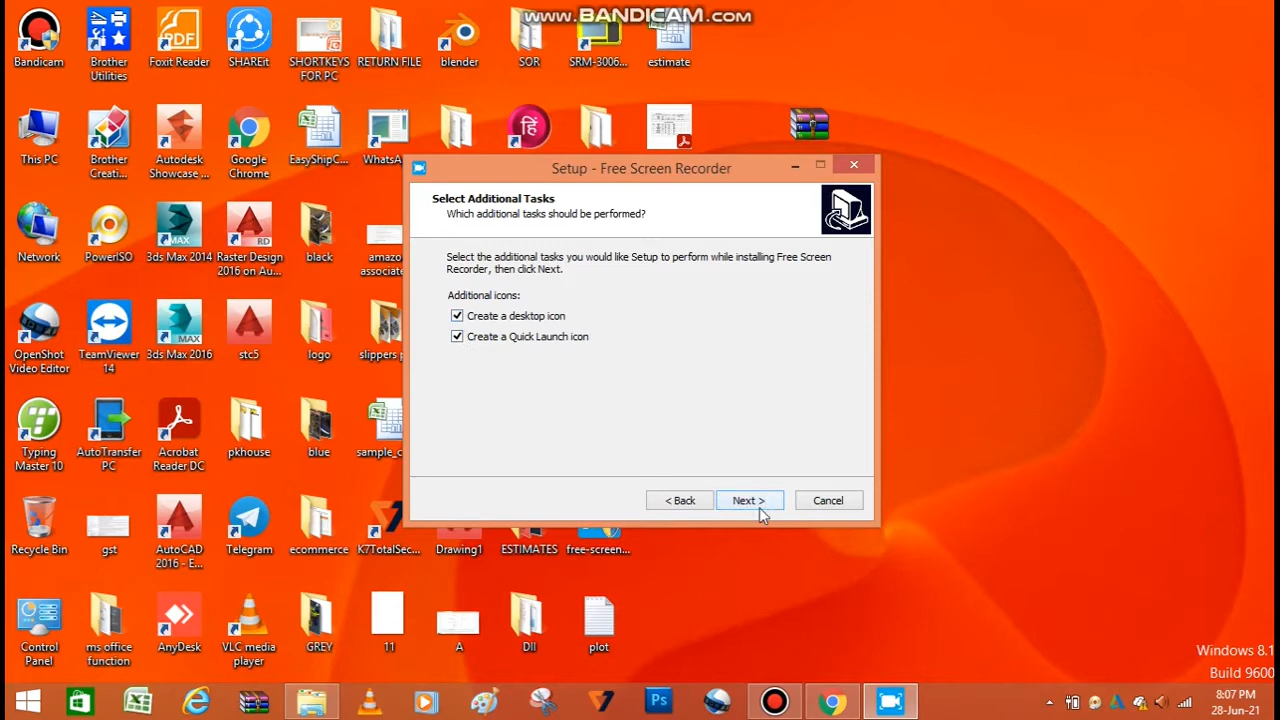 www.BANDICAM.com
Bandicam
Brother
Utilities
Foxit Reader
SHAREit
SHORTKEYS
FOR PC
RETURN FILE
blender
SOR
SRM-3006...
estimate
This PC
Brother
Creati...
Autodesk
Showcase ...
Google
Chrome
EasyShipC...
WhatsA
हिं
Setup - Free Screen Recorder
Select Additional Tasks
Which additional tasks should be performed?
Select the additional tasks you would like Setup to perform while installing Free Screen
Recorder, then click Next.
Additional icons:
Create a desktop icon
Create a Quick Launch icon
< Back
Next >
Cancel
Network
PowerISO
3ds Max 2014
Raster Design
2016 on Au...
black
amazo
associate
OpenShot
Video Editor
TeamViewer
14
3ds Max 2016
stc5
logo
slippers p
Typing
Master 10
AutoTransfer
PC
Acrobat
Reader DC
pkhouse
blue
sample_c
Recycle Bin
gst
AutoCAD
2016 - E...
Telegram
ecommerce
K7TotalSec...
Drawing1
ESTIMATES
free-screen...
Control
Panel
ms office
function
AnyDesk
VLC media
player
GREY
11
A
Dll
plot
Windows 8.1
Build 9600
8:07 PM
28-Jun-21